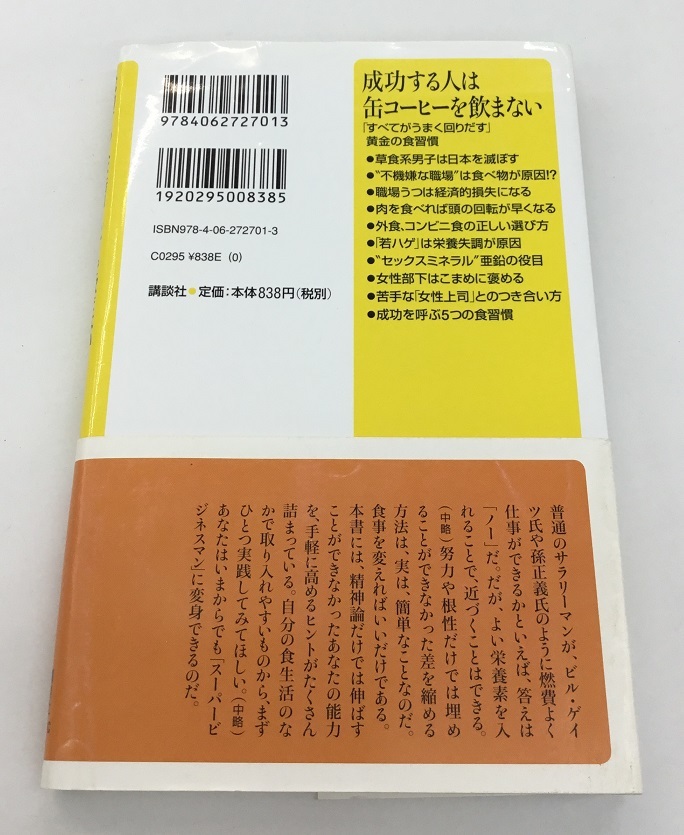 9784062727013
1920295008385
ISBN978-4-06-272701-3
C0295 ¥838E (0)
講談社●定価:本体838円(税別)
成功する人は
缶コーヒーを飲まない
「すべてがうまく回りだす」
黄金の食習慣
●草食系男子は日本を滅ぼす
●“不機嫌な職場”は食べ物が原因!?
●職場うつは経済的損失になる
●肉を食べれば頭の回転が早くなる
●外食、コンビニ食の正しい選び方
●「若ハゲ」は栄養失調が原因
●“セックスミネラル”亜鉛の役目
●女性部下はこまめに褒める
●苦手な「女性上司」とのつき合い方
●成功を呼ぶ5つの食習慣
普通のサラリーマンが、ビル・ゲイ
ツ氏や孫正義氏のように燃費よく
仕事ができるかといえば、答えは
「ノー」だ。だが、よい栄養素を入
れることで、近づくことはできる。
(中略)努力や根性だけでは埋め
ることができなかった差を縮める
方法は、実は、簡単なことなのだ。
食事を変えればいいだけである。
本書には、精神論だけでは伸ばす
ことができなかったあなたの能力
を、手軽に高めるヒントがたくさん
詰まっている。自分の食生活のな
かで取り入れやすいものから、まず
ひとつ実践してみてほしい。(中略)
あなたはいまからでも「スーパービ
ジネスマン」に変身できるのだ。